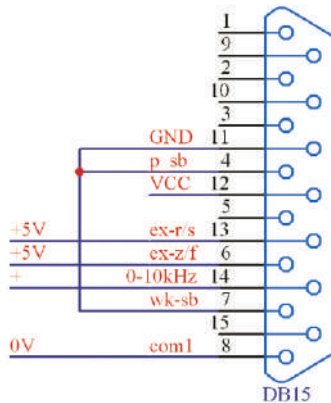 1
9
2
10
3
GND 11
p_sb 4
VCC 12
5
+5V ex-r/s 13
+5V ex-z/f 6
+ 0-10kHz 14
wk-sb 7
15
0V com1 8
DB15